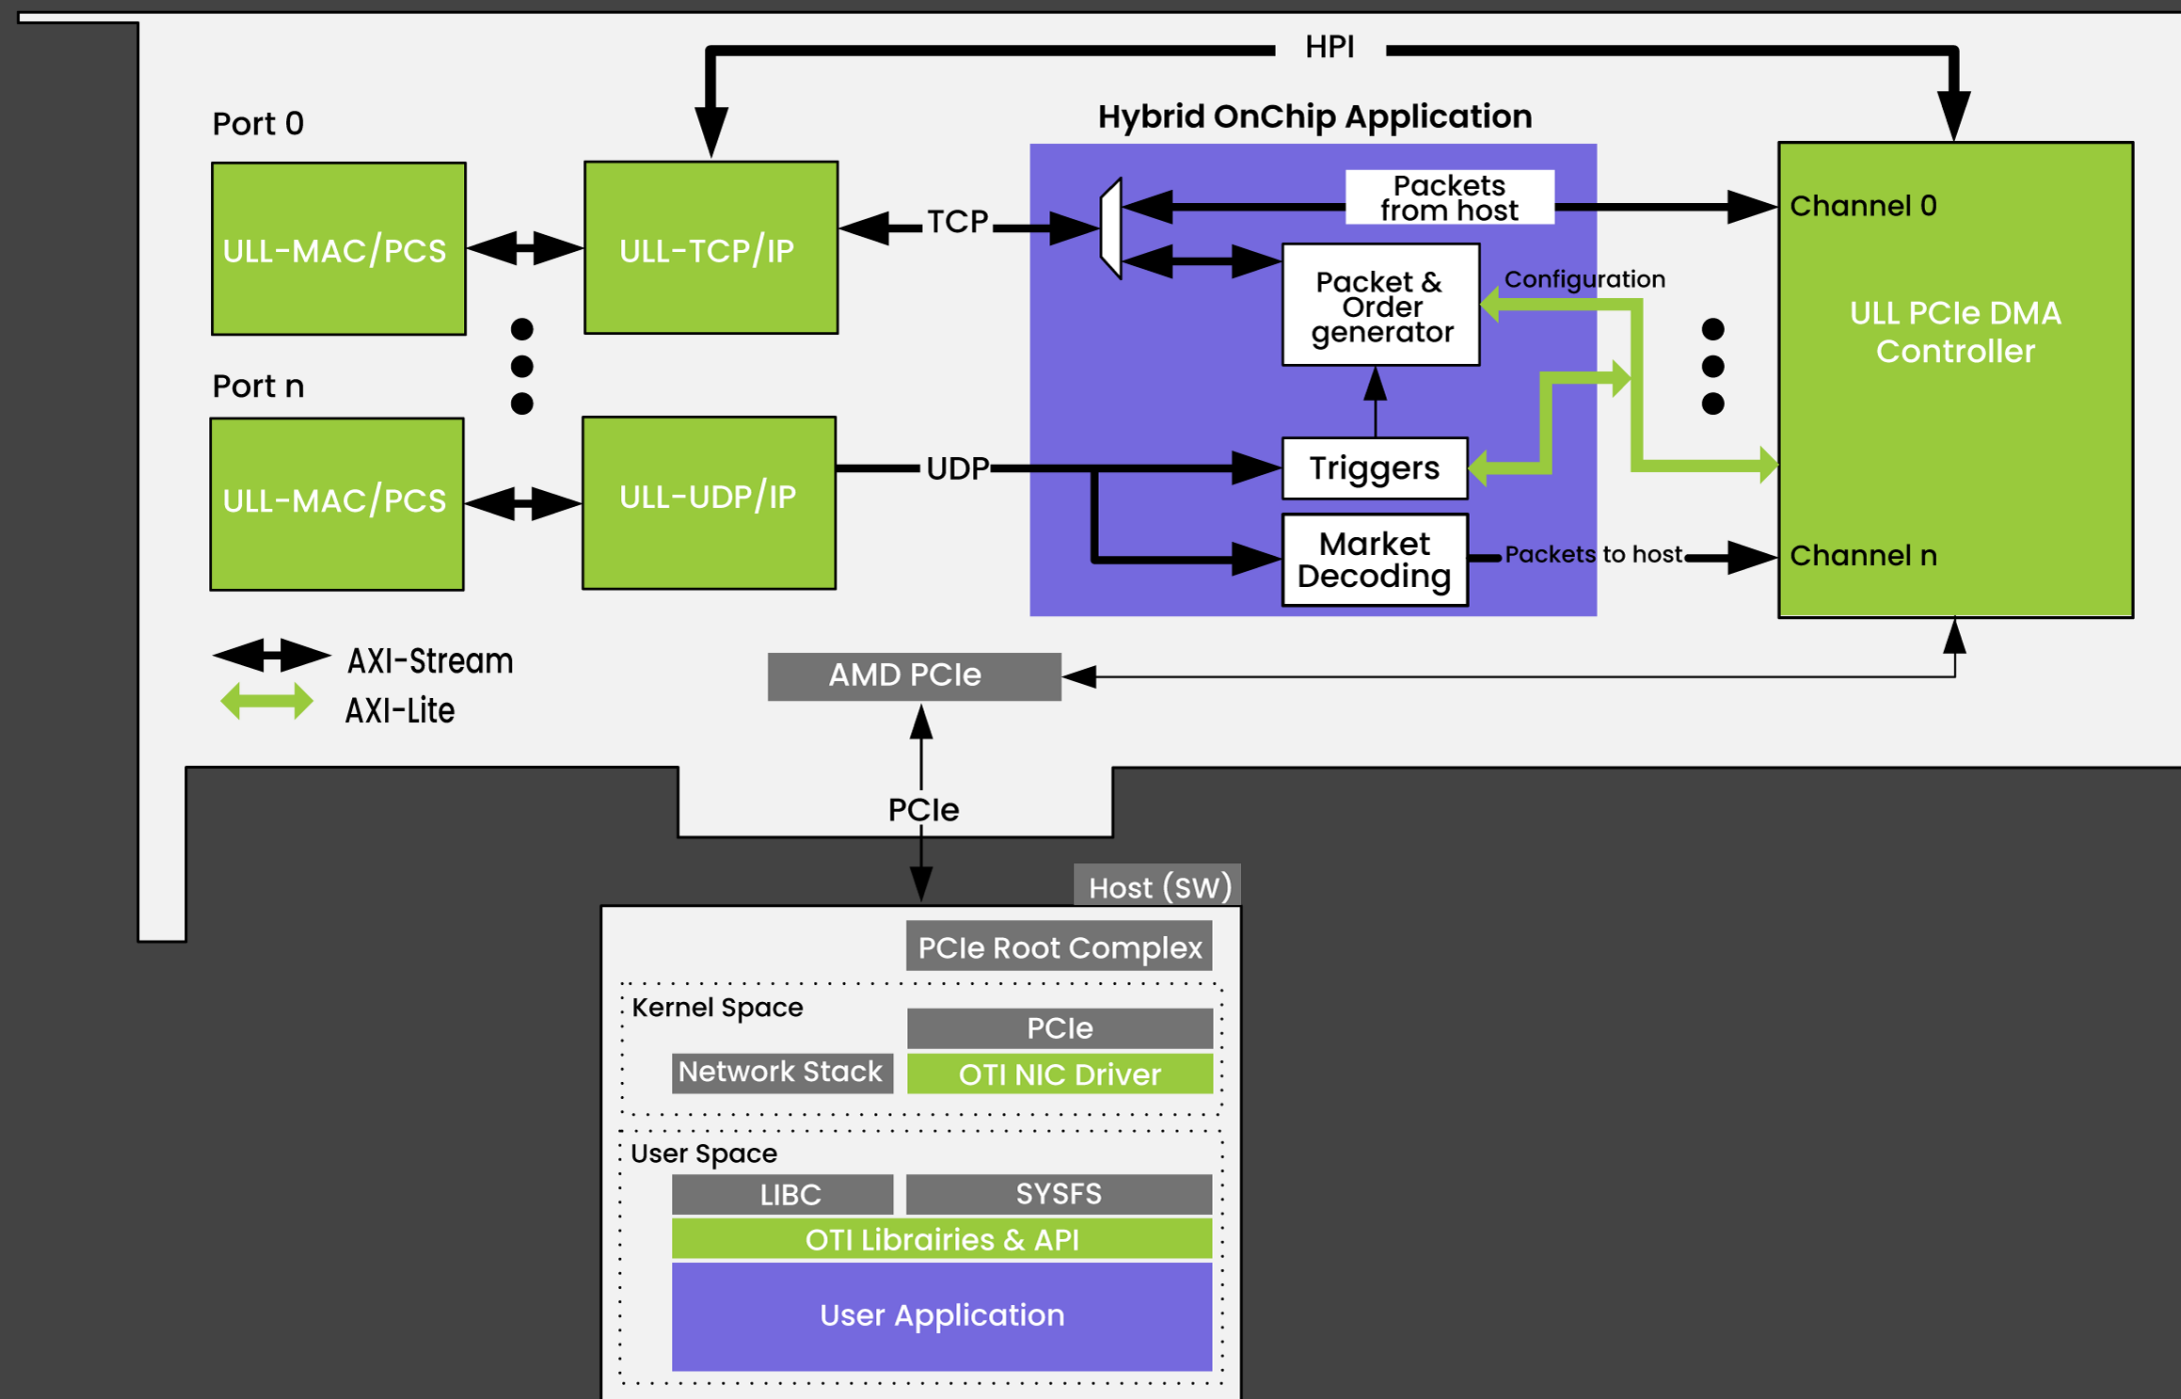 HPI
Hybrid OnChip Application
Port 0
ULL-MAC/PCS
ULL-TCP/IP
TCP
Packets
from host
Channel 0
Packet &
Order
generator
Configuration
ULL PCIe DMA
Controller
Port n
ULL-MAC/PCS
ULL-UDP/IP
UDP
Triggers
Market
Decoding
Packets to host
Channel n
AXI-Stream
AXI-Lite
AMD PCIe
PCIe
Host (SW)
PCIe Root Complex
Kernel Space
PCIe
Network Stack
OTI NIC Driver
User Space
LIBC
SYSFS
OTI Librairies & API
User Application